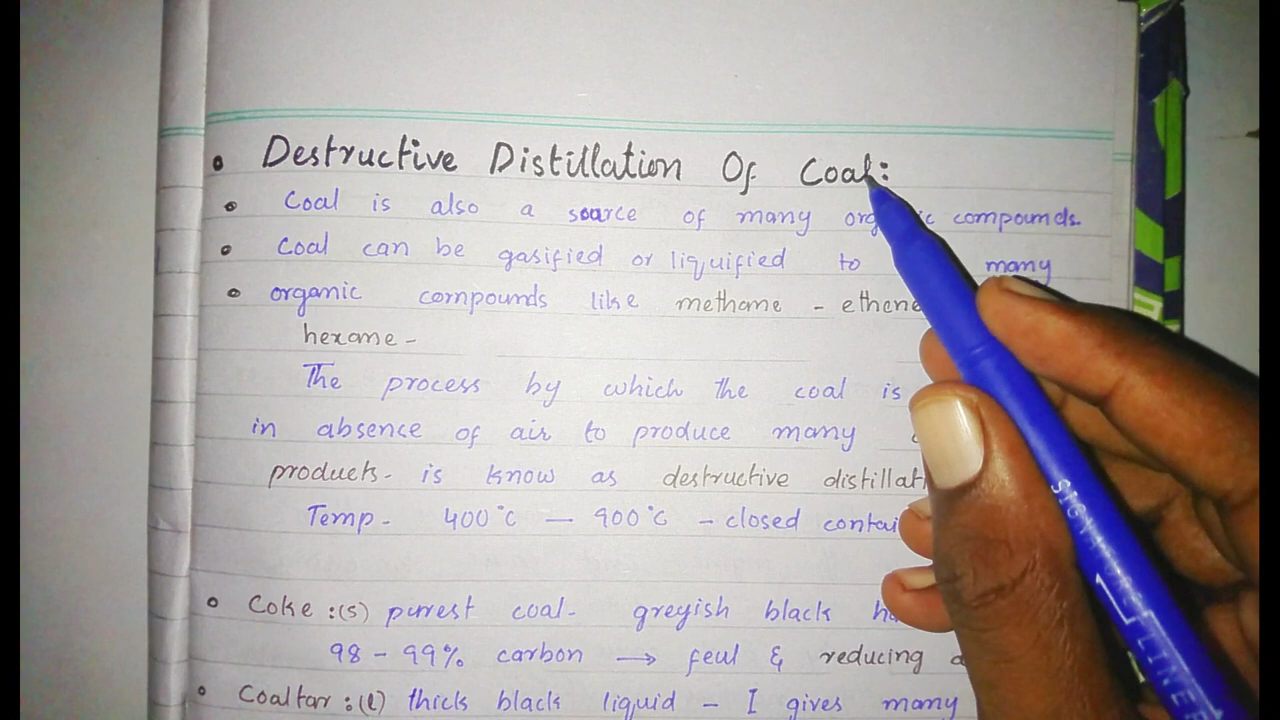 Destructive Distillation Of Coal:
Coal is also a source of many compounds.
Coal can be gasified or liquified to many
organic compounds like methane - ethane
hexane -
The process by which the coal is
in absence of air to produce many
products - is know as destructive
Temp - 400°C — 900°C - closed
Coke :(s) purest coal - greyish black
98 - 99% carbon → feul & reducing
Coaltar :(l) thick black liquid - I gives many